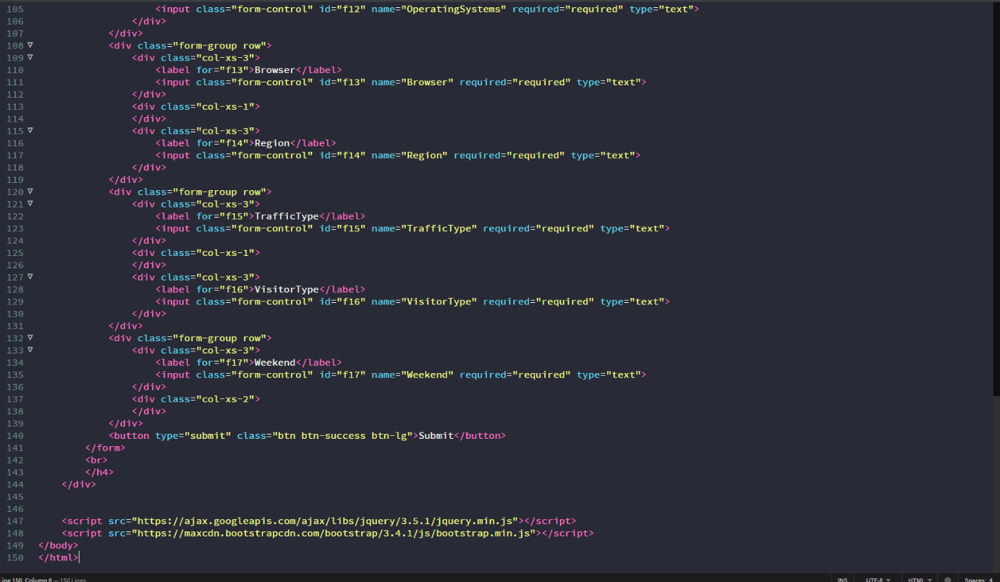 105 <input class="form-control" id="f12" name="OperatingSystems" required="required" type="text">
106 </div>
107 </div>
108 <div class="form-group row">
109 <div class="col-xs-3">
110 <label for="f13">Browser</label>
111 <input class="form-control" id="f13" name="Browser" required="required" type="text">
112 </div>
113 <div class="col-xs-1">
114 </div>
115 <div class="col-xs-3">
116 <label for="f14">Region</label>
117 <input class="form-control" id="f14" name="Region" required="required" type="text">
118 </div>
119 </div>
120 <div class="form-group row">
121 <div class="col-xs-3">
122 <label for="f15">TrafficType</label>
123 <input class="form-control" id="f15" name="TrafficType" required="required" type="text">
124 </div>
125 <div class="col-xs-1">
126 </div>
127 <div class="col-xs-3">
128 <label for="f16">VisitorType</label>
129 <input class="form-control" id="f16" name="VisitorType" required="required" type="text">
130 </div>
131 </div>
132 <div class="form-group row">
133 <div class="col-xs-3">
134 <label for="f17">Weekend</label>
135 <input class="form-control" id="f17" name="Weekend" required="required" type="text">
136 </div>
137 <div class="col-xs-2">
138 </div>
139 </div>
140 <button type="submit" class="btn btn-success btn-lg">Submit</button>
141 </form>
142 <br>
143 </h4>
144 </div>
145
146
147 <script src="https://ajax.googleapis.com/ajax/libs/jquery/3.5.1/jquery.min.js"></script>
148 <script src="https://maxcdn.bootstrapcdn.com/bootstrap/3.4.1/js/bootstrap.min.js"></script>
149 </body>
150 </html>
ine 150, Column 8 — 150 Lines INS UTF-8 HTML Spaces: 4